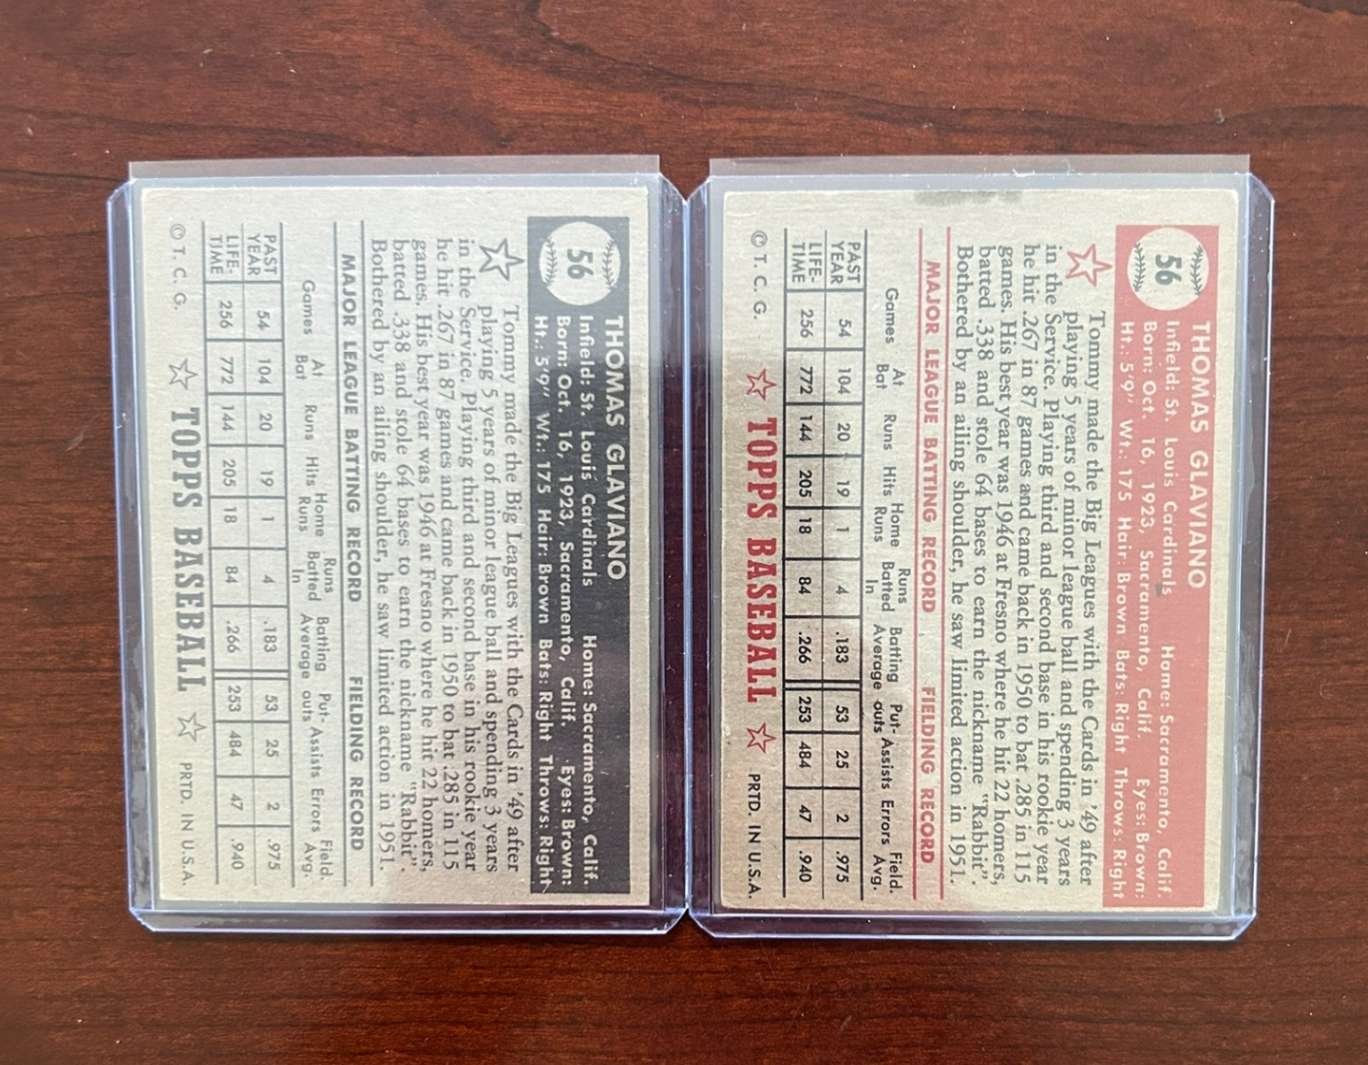 56
THOMAS GLAVIANO
Infield: St. Louis Cardinals Home: Sacramento, Calif.
Born: Oct. 16, 1923, Sacramento, Calif. Eyes: Brown:
Ht.: 5'9" Wt.: 175 Hair: Brown Bats: Right Throws: Right
Tommy made the Big Leagues with the Cards in '49 after
playing 5 years of minor league ball and spending 3 years
in the Service. Playing third and second base in his rookie year
he hit .267 in 87 games and came back in 1950 to bat .285 in 115
games. His best year was 1946 at Fresno where he hit 22 homers,
batted .338 and stole 64 bases to earn the nickname "Rabbit".
Bothered by an ailing shoulder, he saw limited action in 1951.
MAJOR LEAGUE BATTING RECORD FIELDING RECORD
Games At Bat Runs Hits Home Runs Runs Batted In Batting Average Put-outs Assists Errors Field. Avg.
PAST YEAR 54 104 20 19 1 4 .183 53 25 2 .975
LIFE-TIME 256 772 144 205 18 84 .266 253 484 47 .940
© T. C. G. TOPPS BASEBALL PRTD. IN U.S.A.
56
THOMAS GLAVIANO
Infield: St. Louis Cardinals Home: Sacramento, Calif.
Born: Oct. 16, 1923, Sacramento, Calif. Eyes: Brown:
Ht.: 5'9" Wt.: 175 Hair: Brown Bats: Right Throws: Right
Tommy made the Big Leagues with the Cards in '49 after
playing 5 years of minor league ball and spending 3 years
in the Service. Playing third and second base in his rookie year
he hit .267 in 87 games and came back in 1950 to bat .285 in 115
games. His best year was 1946 at Fresno where he hit 22 homers,
batted .338 and stole 64 bases to earn the nickname "Rabbit".
Bothered by an ailing shoulder, he saw limited action in 1951.
MAJOR LEAGUE BATTING RECORD FIELDING RECORD
Games At Bat Runs Hits Home Runs Runs Batted In Batting Average Put-outs Assists Errors Field. Avg.
PAST YEAR 54 104 20 19 1 4 .183 53 25 2 .975
LIFE-TIME 256 772 144 205 18 84 .266 253 484 47 .940
© T. C. G. TOPPS BASEBALL PRTD. IN U.S.A.